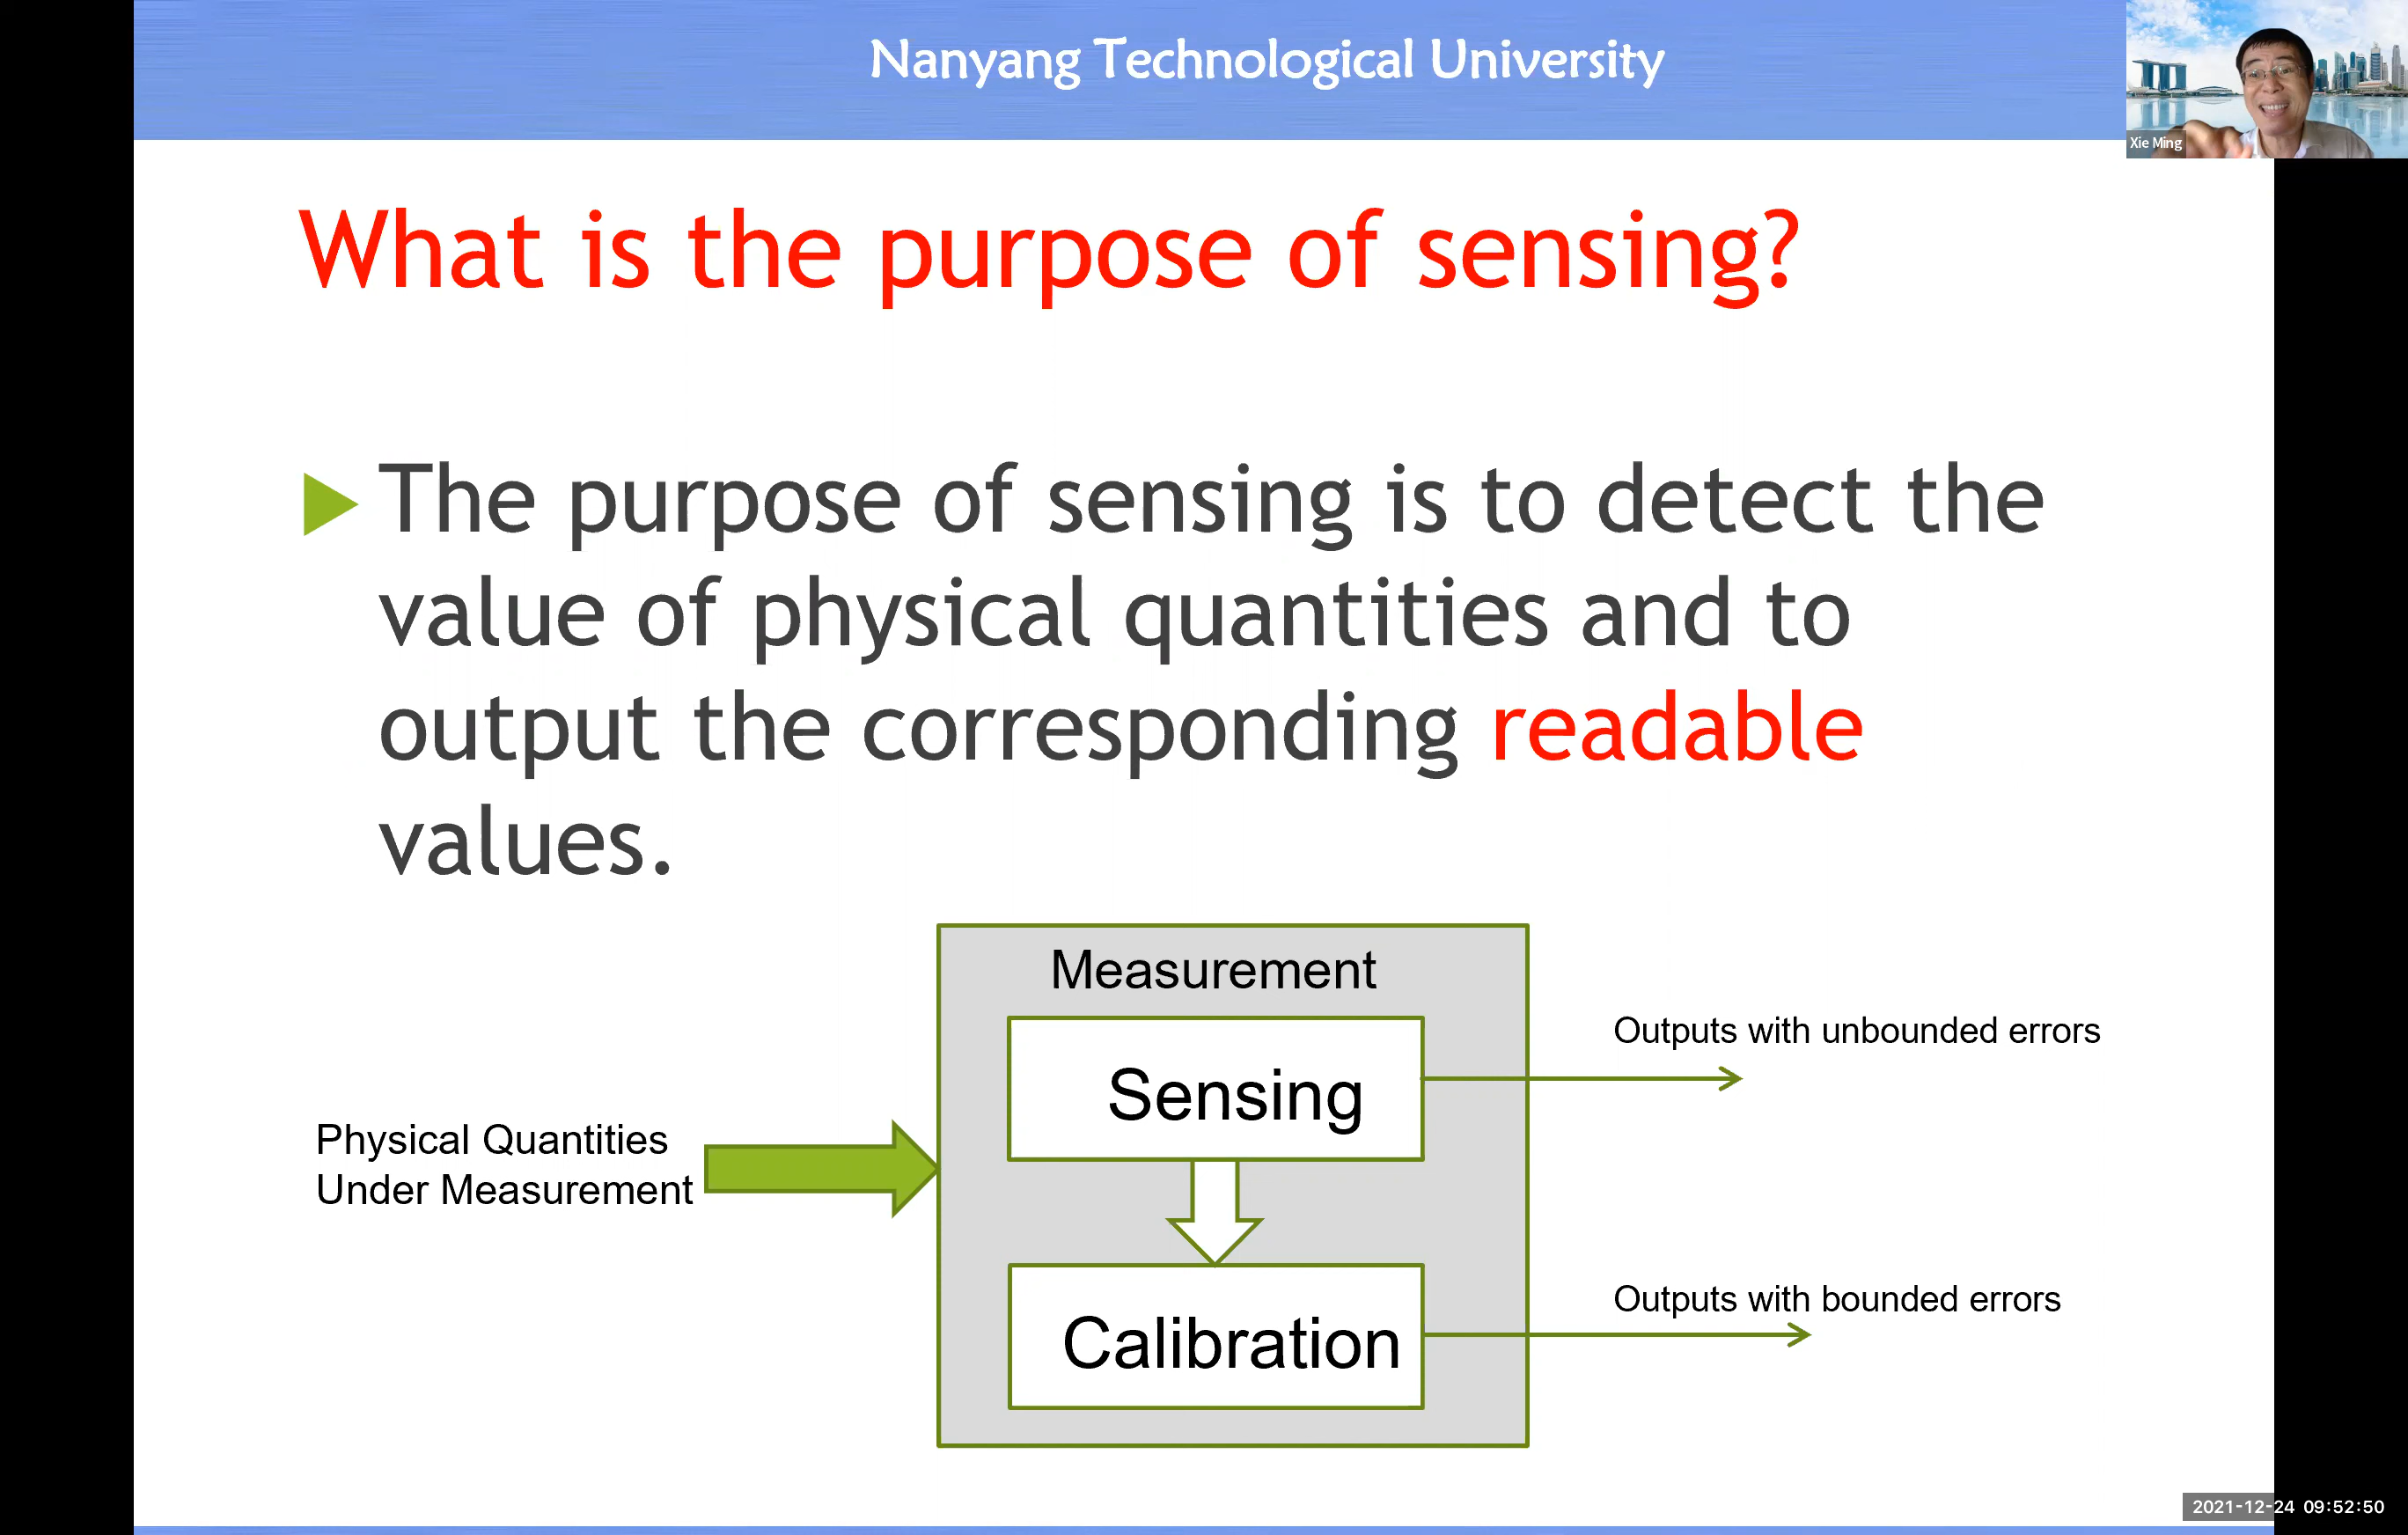 Nanyang Technological University
Xie Ming
What is the purpose of sensing?
The purpose of sensing is to detect the
value of physical quantities and to
output the corresponding readable
values.
Measurement
Sensing
Outputs with unbounded errors
Physical Quantities
Under Measurement
Calibration
Outputs with bounded errors
2021-12-24 09:52:50